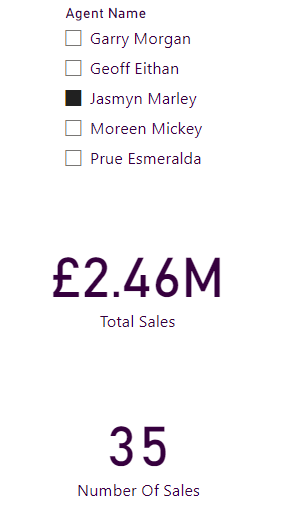 Agent Name
Garry Morgan
Geoff Eithan
Jasmyn Marley
Moreen Mickey
Prue Esmeralda
£2.46M
Total Sales
35
Number Of Sales